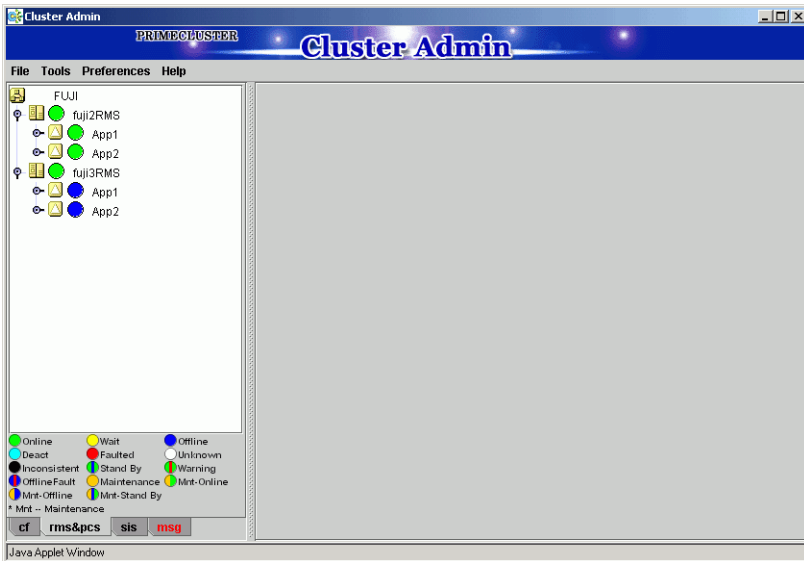 Cluster Admin
PRIMECLUSTER
Cluster Admin
File Tools Preferences Help
FUJI
fuji2RMS
App1
App2
fuji3RMS
App1
App2
Online Wait Offline
Deact Faulted Unknown
Inconsistent Stand By Warning
OfflineFault Maintenance Mnt-Online
Mnt-Offline Mnt-Stand By
* Mnt -- Maintenance
cf rms&pcs sis msg
Java Applet Window